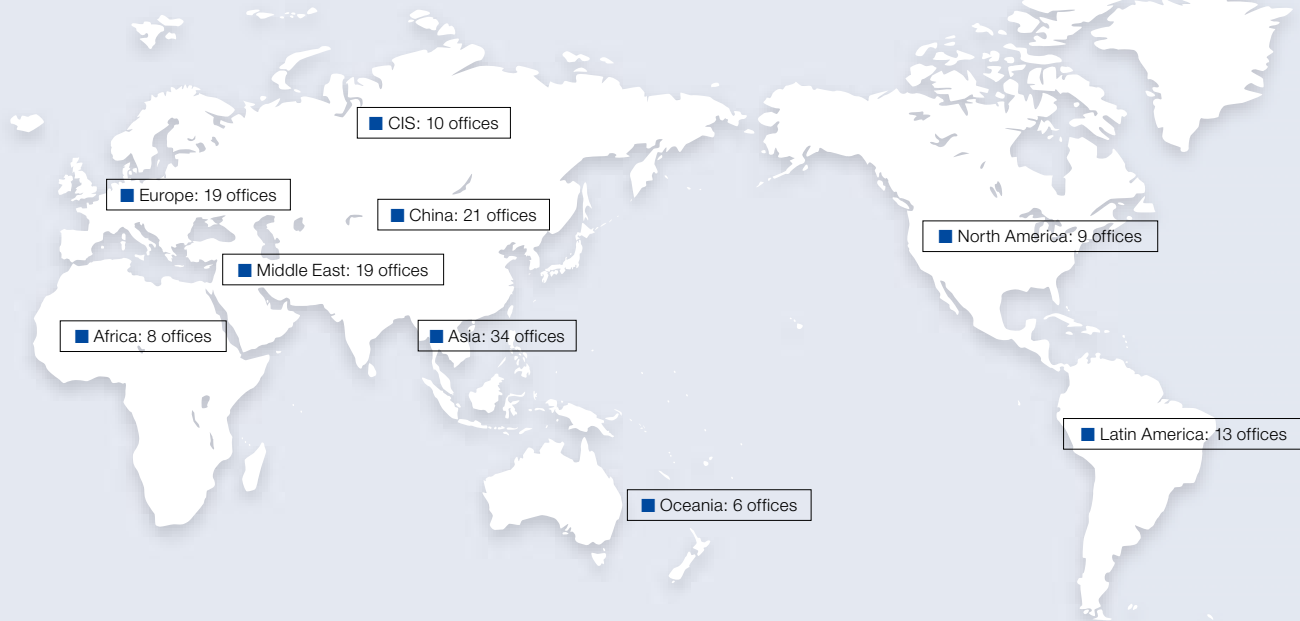 CIS: 10 offices
Europe: 19 offices
China: 21 offices
North America: 9 offices
Middle East: 19 offices
Africa: 8 offices
Asia: 34 offices
Latin America: 13 offices
Oceania: 6 offices